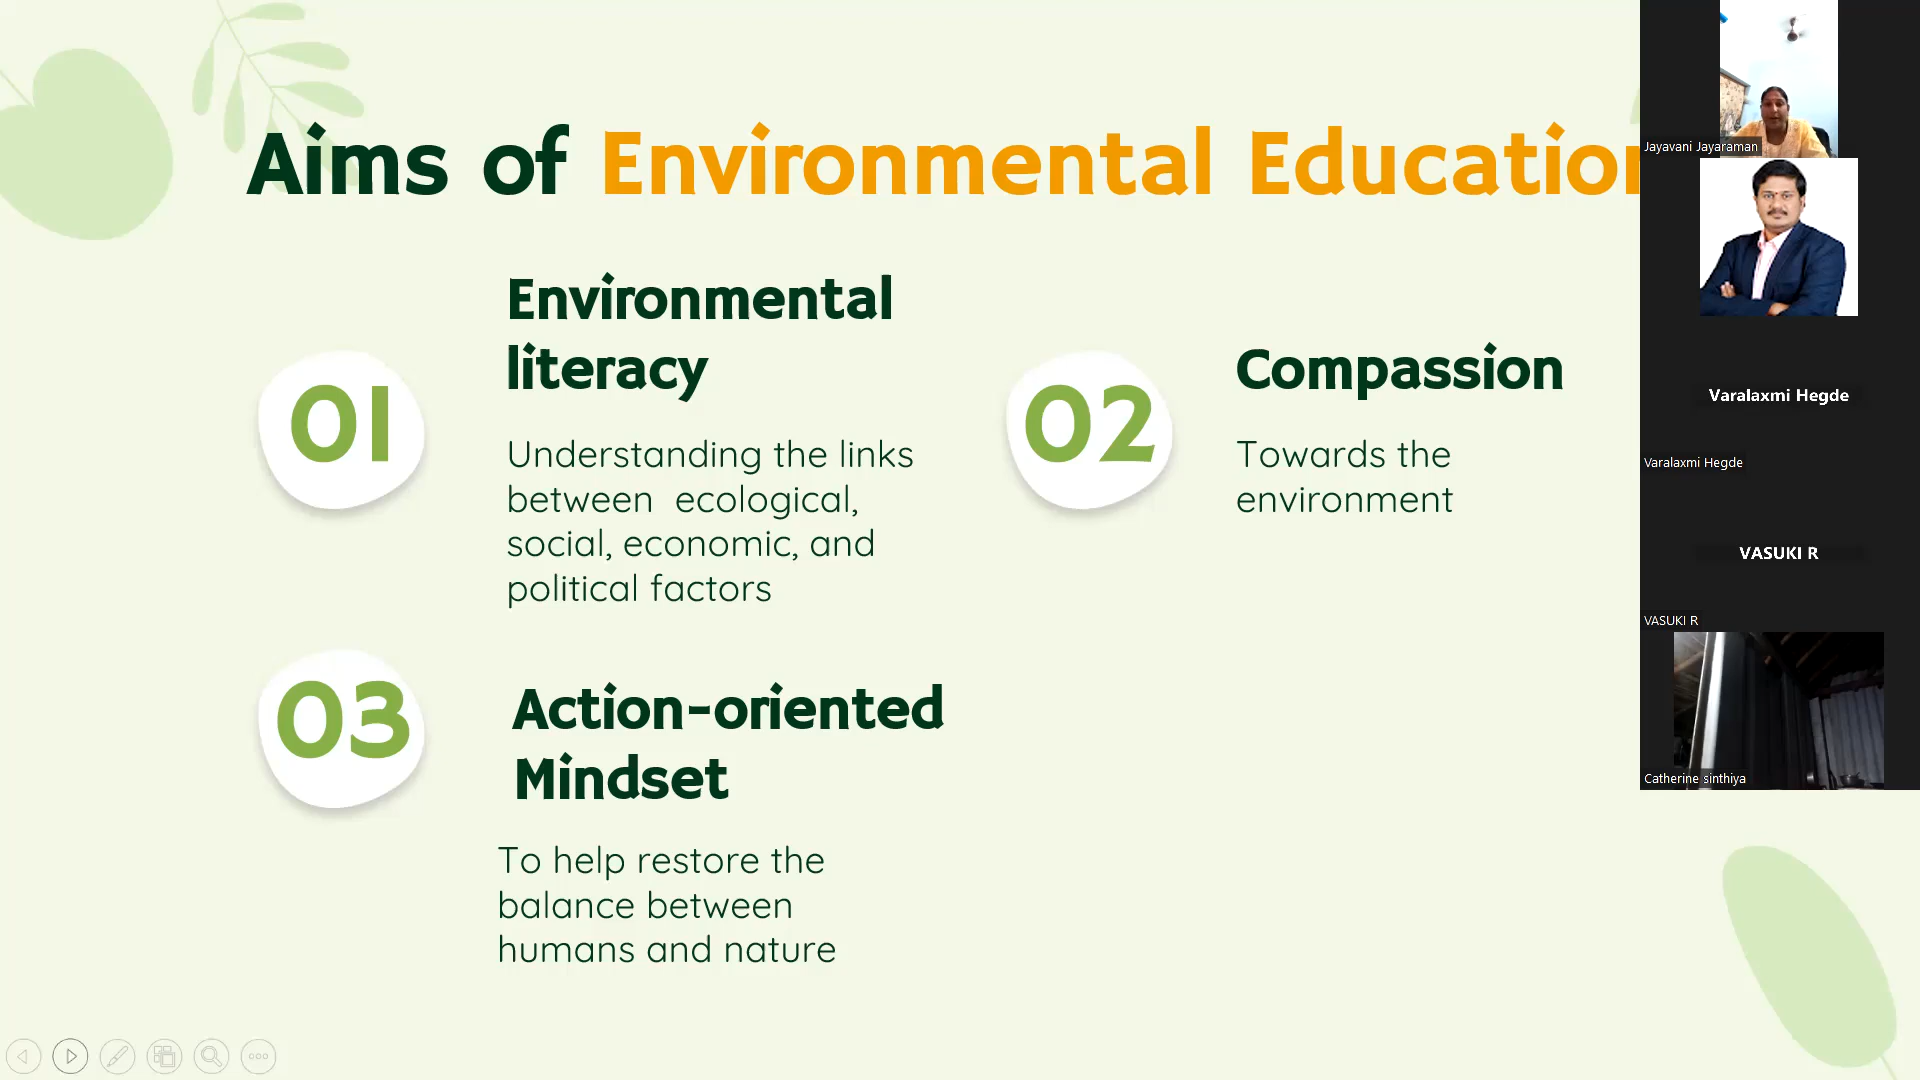 Aims of Environmental Education
Environmental
literacy
01
Understanding the links
between ecological,
social, economic, and
political factors
02
Compassion
Towards the
environment
03
Action-oriented
Mindset
To help restore the
balance between
humans and nature
Jayavani Jayaraman
Varalaxmi Hegde
Varalaxmi Hegde
VASUKI R
VASUKI R
Catherine sinthiya